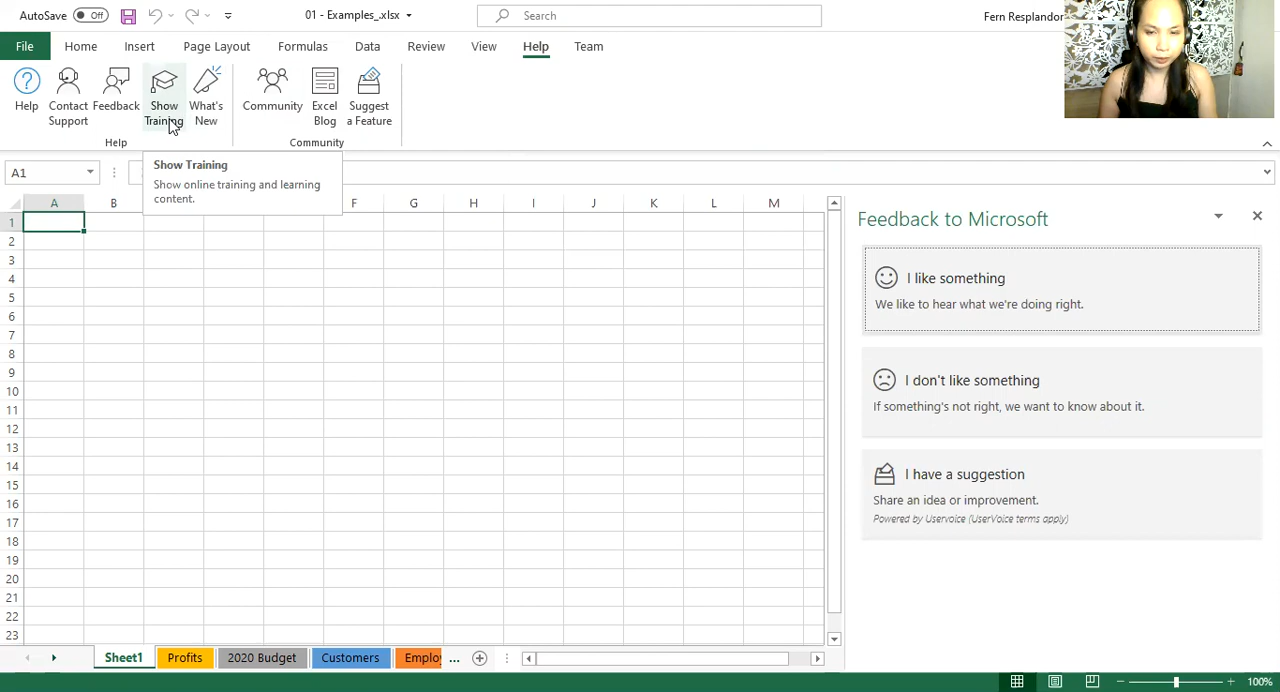 AutoSave Off 01 - Examples_.xlsx Search Fern Resplandor
File Home Insert Page Layout Formulas Data Review View Help Team
Help Contact Support Feedback Show Training What's New Community Excel Blog Suggest a Feature
Help Community
A1
Show Training
Show online training and learning
content.
A B F G H I J K L M
1
2
3
4
5
6
7
8
9
10
11
12
13
14
15
16
17
18
19
20
21
22
23
Feedback to Microsoft
I like something
We like to hear what we're doing right.
I don't like something
If something's not right, we want to know about it.
I have a suggestion
Share an idea or improvement.
Powered by Uservoice (UserVoice terms apply)
Sheet1 Profits 2020 Budget Customers Emplo ...
100%